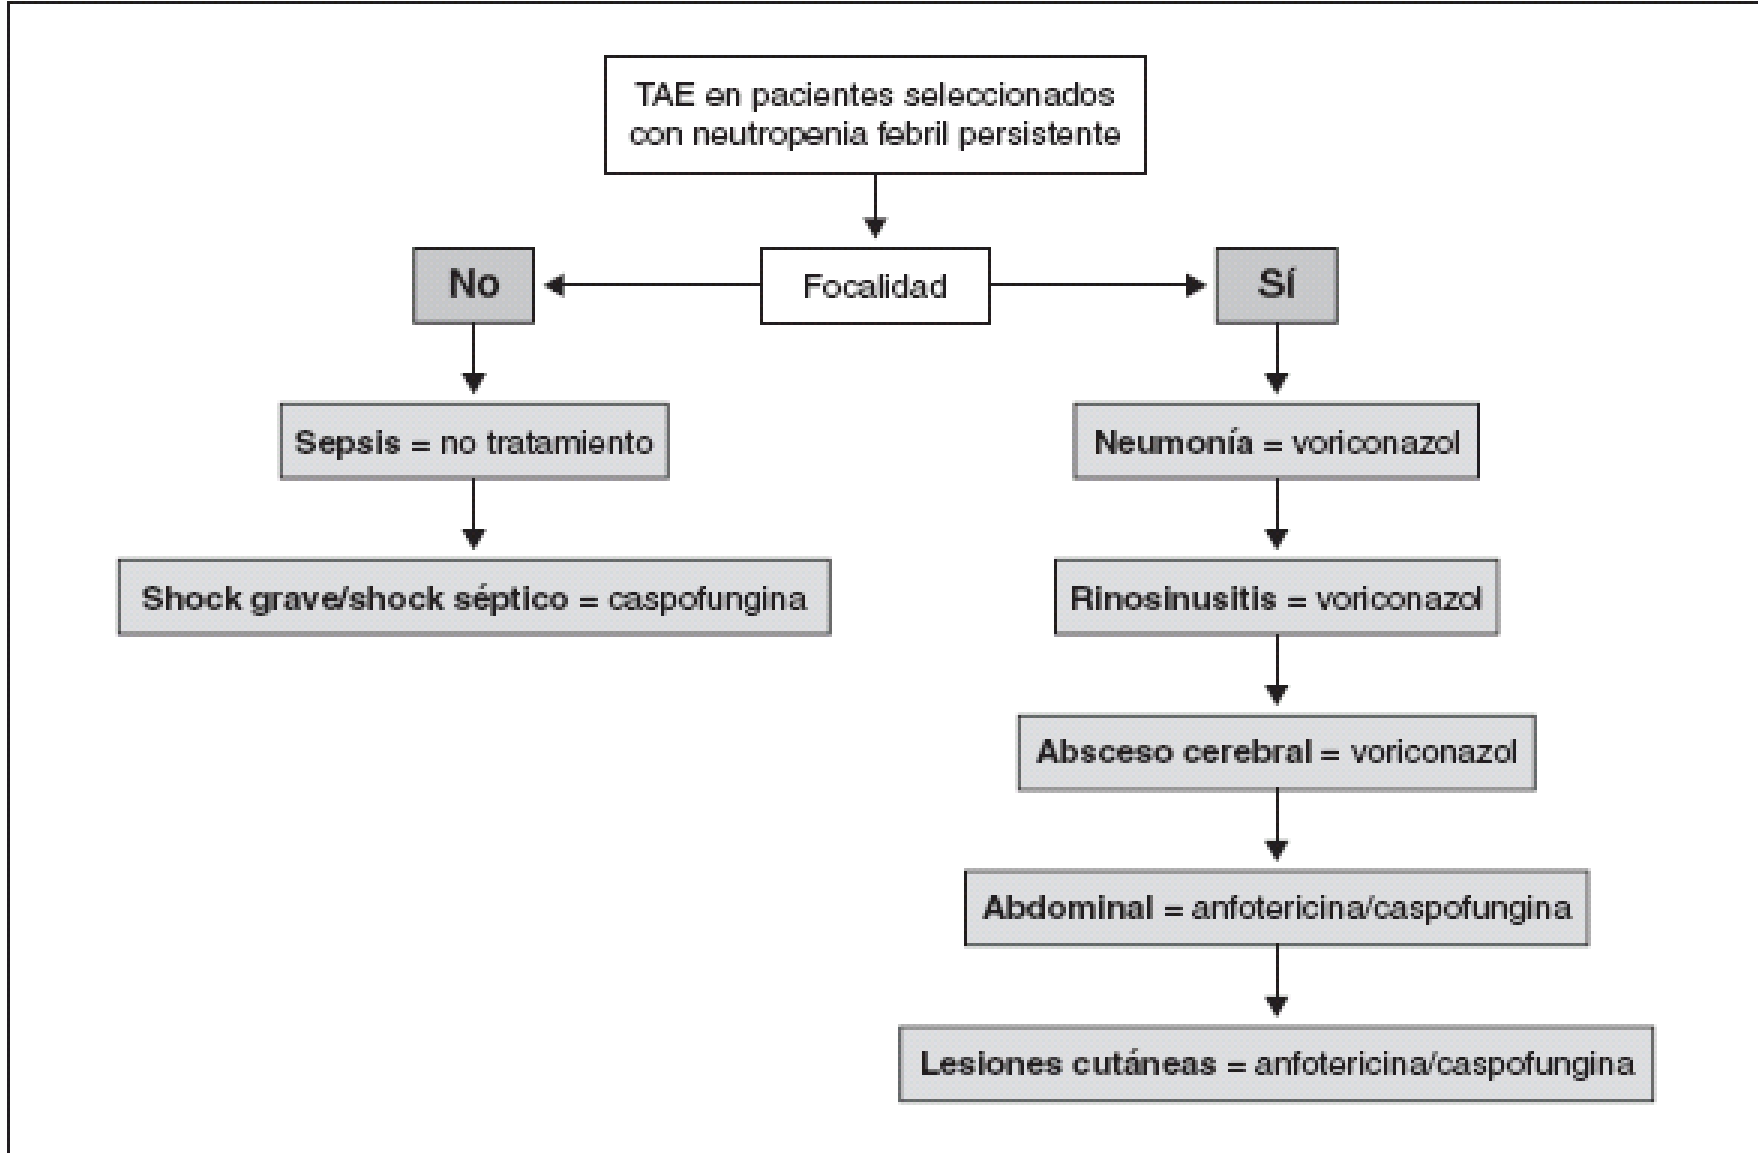 TAE en pacientes seleccionados
con neutropenia febril persistente
No
Focalidad
Sí
Sepsis = no tratamiento
Neumonía = voriconazol
Shock grave/shock séptico = caspofungina
Rinosinusitis = voriconazol
Absceso cerebral = voriconazol
Abdominal = anfotericina/caspofungina
Lesiones cutáneas = anfotericina/caspofungina